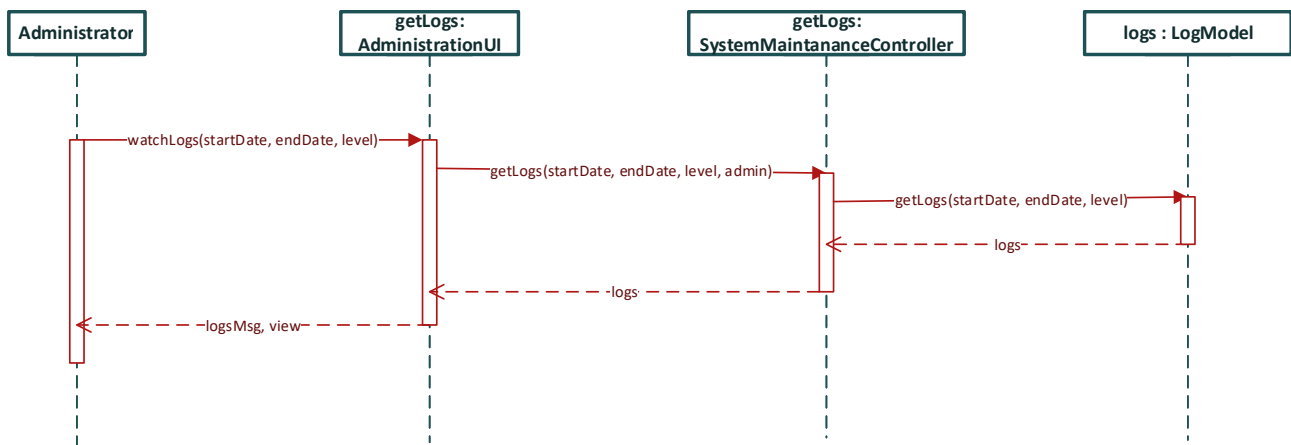 Administrator
getLogs:
AdministrationUI
getLogs:
SystemMaintananceController
logs : LogModel
watchLogs(startDate, endDate, level)
getLogs(startDate, endDate, level, admin)
getLogs(startDate, endDate, level)
logs
logs
logsMsg, view